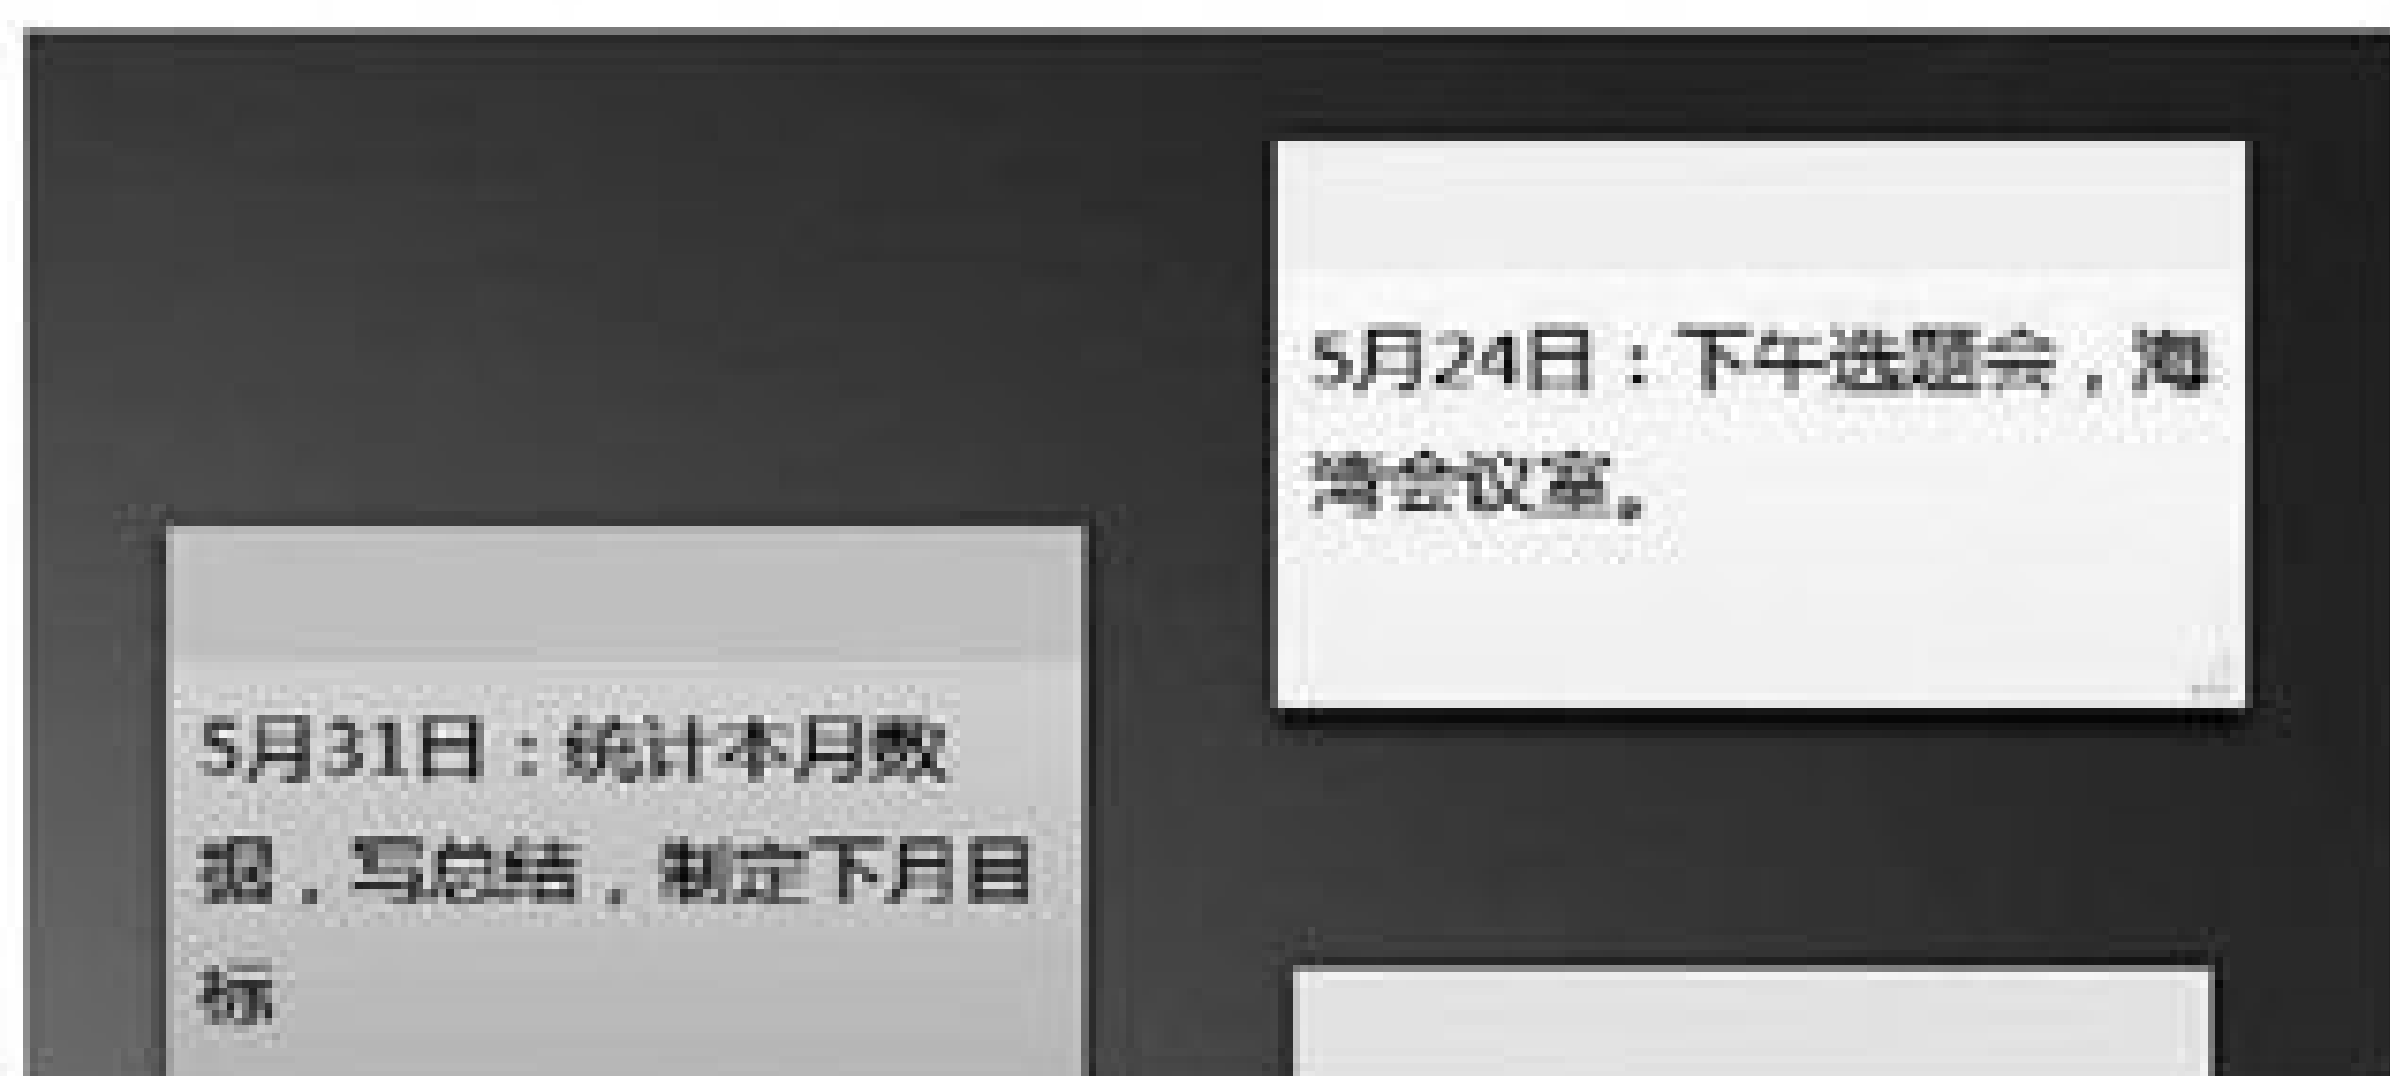 5月24日：下午选题会，海
湾会议室。
5月31日：统计本月数
据，写总结，制定下月目
标